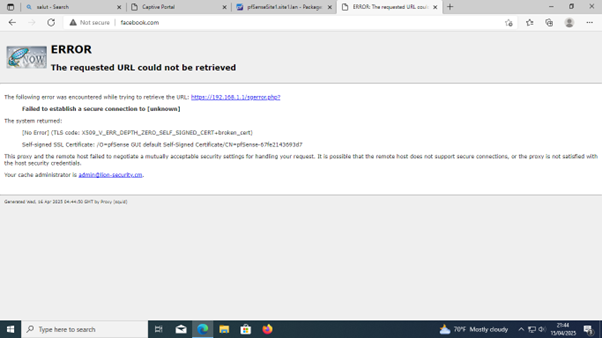 salut - Search
Captive Portal
pfSenseSite1.site1.lan - Package
ERROR: The requested URL coul
Not secure | facebook.com
NOW
ERROR
The requested URL could not be retrieved
The following error was encountered while trying to retrieve the URL: https://192.168.1.1/sgerror.php?
Failed to establish a secure connection to [unknown]
The system returned:
[No Error] (TLS code: X509_V_ERR_DEPTH_ZERO_SELF_SIGNED_CERT+broken_cert)
Self-signed SSL Certificate: /O=pfSense GUI default Self-Signed Certificate/CN=pfSense-67fe2143693d7
This proxy and the remote host failed to negotiate a mutually acceptable security settings for handling your request. It is possible that the remote host does not support secure connections, or the proxy is not satisfied with
the host security credentials.
Your cache administrator is admin@lion-security.cm.
Generated Wed, 16 Apr 2025 04:44:50 GMT by Proxy (squid)
Type here to search
70°F Mostly cloudy
21:44
15/04/2025